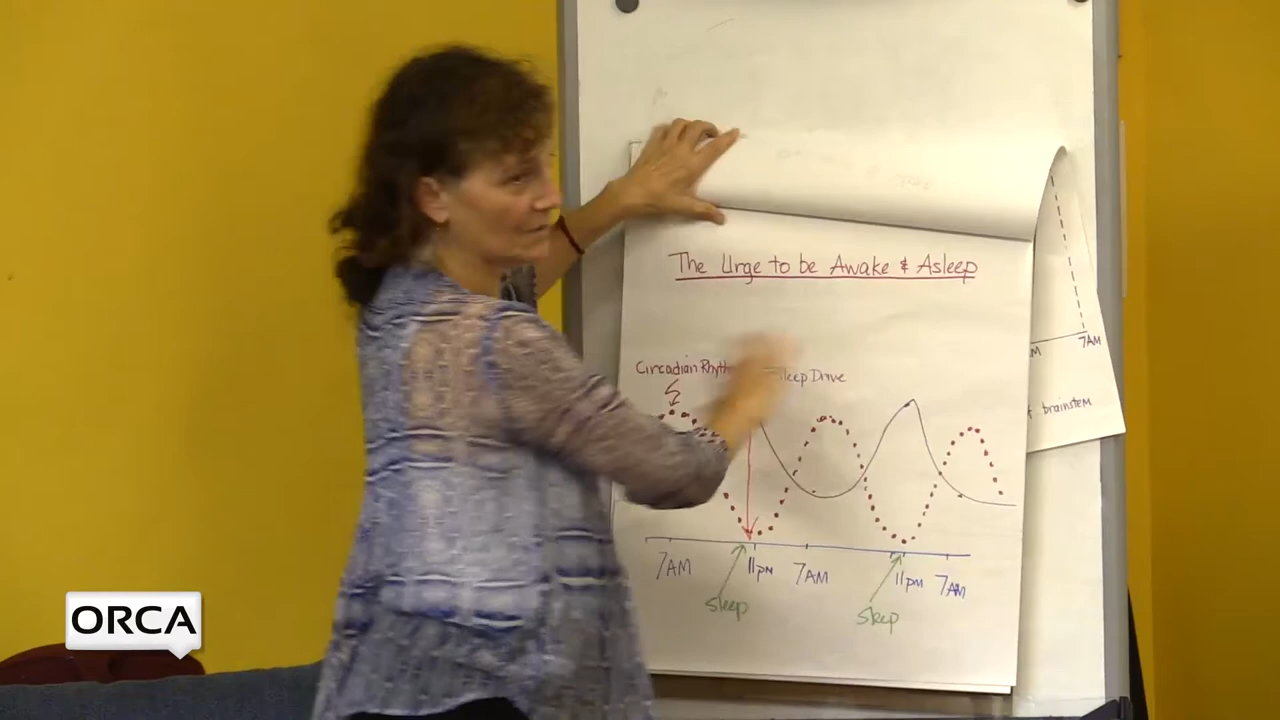 The Urge to be Awake & Asleep
Circadian Rhyth
Sleep Drive
7AM
brainstem
7AM
11pm
7AM
11pm
7AM
sleep
sleep
ORCA